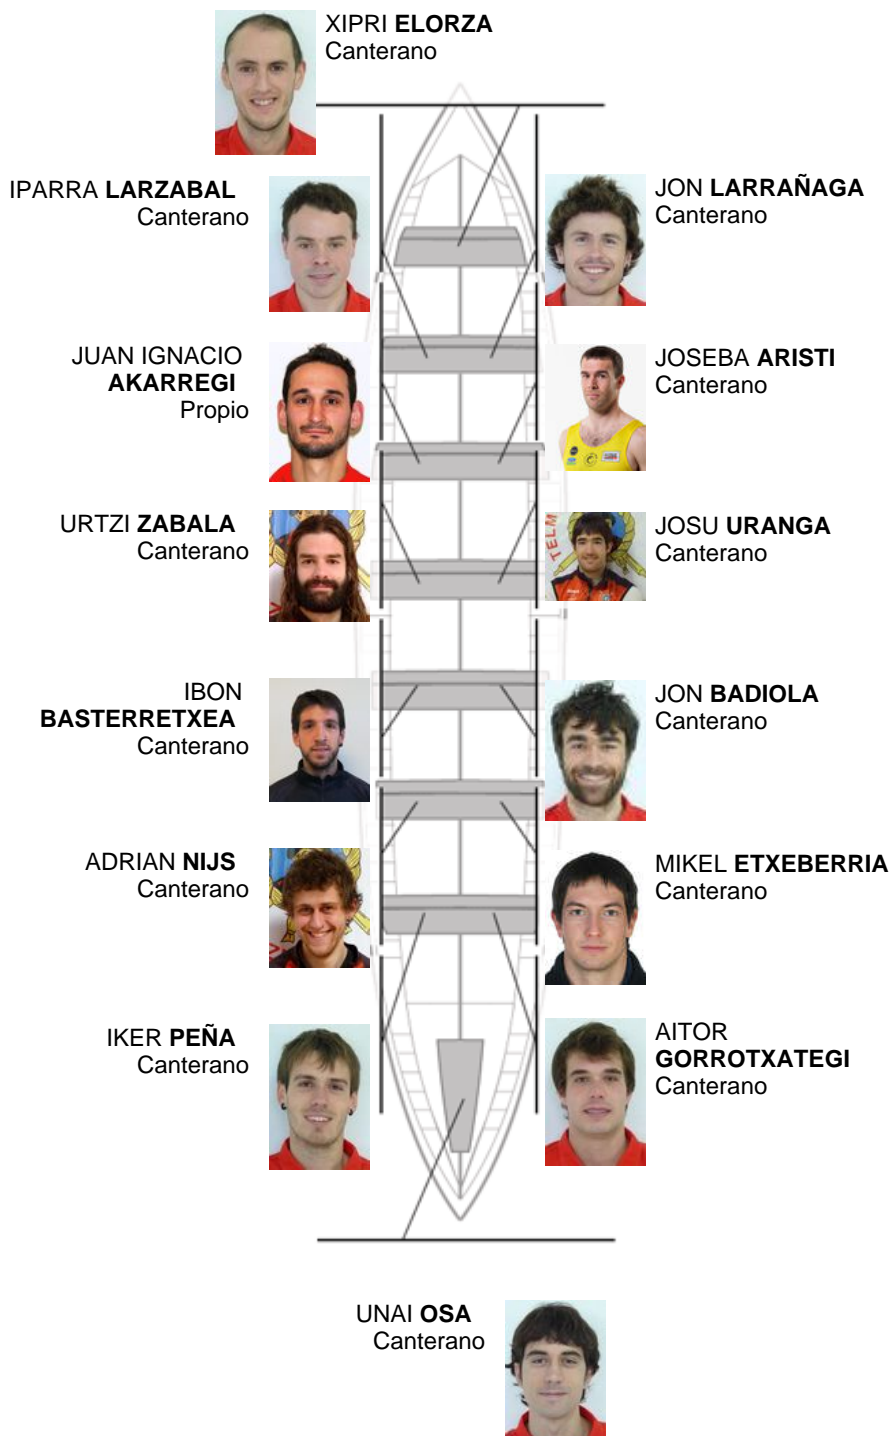 XIPRI ELORZA
Canterano
IPARRA LARZABAL
Canterano
JON LARRAÑAGA
Canterano
JUAN IGNACIO
AKARREGI
Propio
JOSEBA ARISTI
Canterano
URTZI ZABALA
Canterano
TELM
JOSU URANGA
Canterano
IBON
BASTERRETXEA
Canterano
JON BADIOLA
Canterano
ADRIAN NIJS
Canterano
MIKEL ETXEBERRIA
Canterano
IKER PEÑA
Canterano
AITOR
GORROTXATEGI
Canterano
UNAI OSA
Canterano